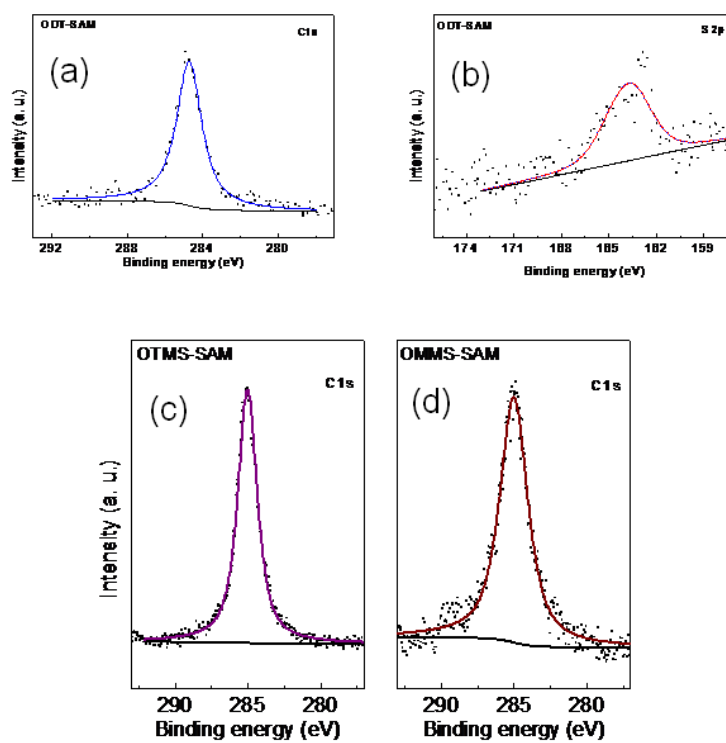 ODT-SAM C1s
(a)
Intensity (a. u.)
292 288 284 280
Binding energy (eV)
ODT-SAM S 2p
(b)
Intensity (a. u.)
174 171 168 165 162 159
Binding energy (eV)
OTMS-SAM
C 1s
(c)
Intensity (a. u.)
290 285 280
Binding energy (eV)
OMMS-SAM
C 1s
(d)
290 285 280
Binding energy (eV)